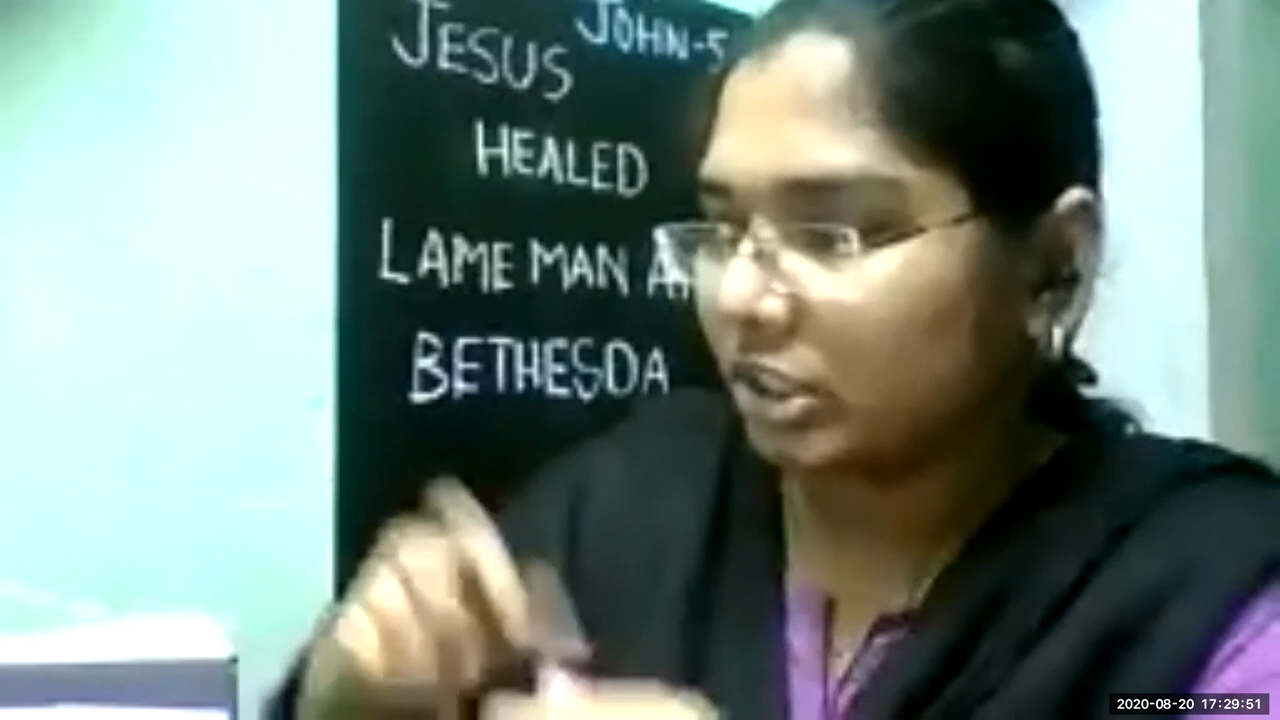 JOHN-5
JESUS
HEALED
LAME MAN
BETHESDA
2020-08-20 17:29:51